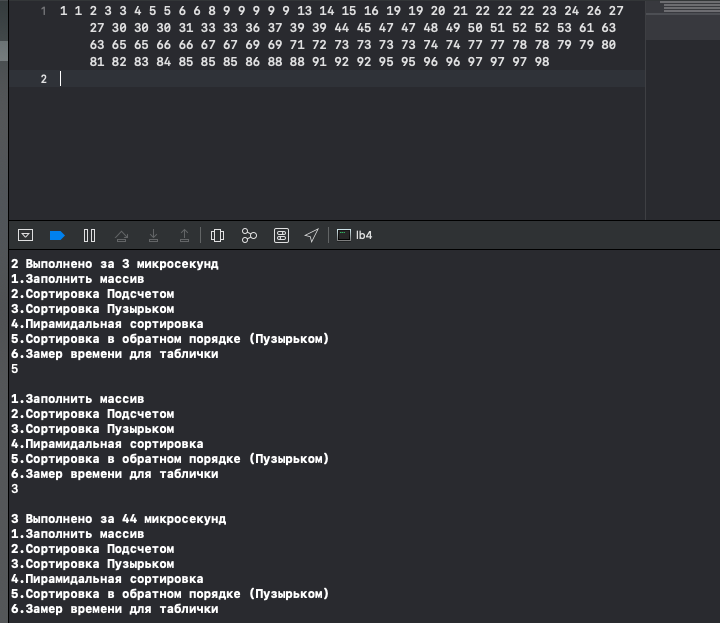 1 1 1 2 3 3 4 5 5 6 6 8 9 9 9 9 9 13 14 15 16 19 19 20 21 22 22 22 23 24 26 27
27 30 30 30 31 33 33 36 37 39 39 44 45 47 47 48 49 50 51 52 52 53 61 63
63 65 65 66 66 67 67 69 69 71 72 73 73 73 73 74 74 77 77 78 78 79 79 80
81 82 83 84 85 85 85 86 88 88 91 92 92 95 95 96 96 97 97 97 98
2
lb4
2 Выполнено за 3 микросекунд
1.Заполнить массив
2.Сортировка Подсчетом
3.Сортировка Пузырьком
4.Пирамидальная сортировка
5.Сортировка в обратном порядке (Пузырьком)
6.Замер времени для таблички
5
1.Заполнить массив
2.Сортировка Подсчетом
3.Сортировка Пузырьком
4.Пирамидальная сортировка
5.Сортировка в обратном порядке (Пузырьком)
6.Замер времени для таблички
3
3 Выполнено за 44 микросекунд
1.Заполнить массив
2.Сортировка Подсчетом
3.Сортировка Пузырьком
4.Пирамидальная сортировка
5.Сортировка в обратном порядке (Пузырьком)
6.Замер времени для таблички